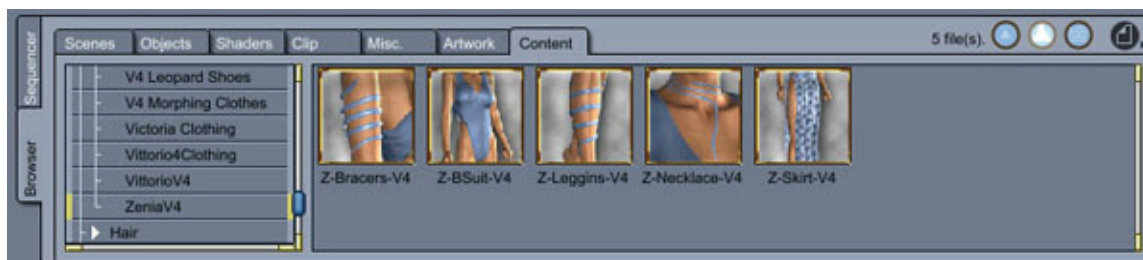 Sequencer
Browser
Scenes Objects Shaders Clip Misc. Artwork Content
5 file(s).
V4 Leopard Shoes
V4 Morphing Clothes
Victoria Clothing
Vittorio4Clothing
VittorioV4
ZeniaV4
Hair
Z-Bracers-V4 Z-BSuit-V4 Z-Leggins-V4 Z-Necklace-V4 Z-Skirt-V4